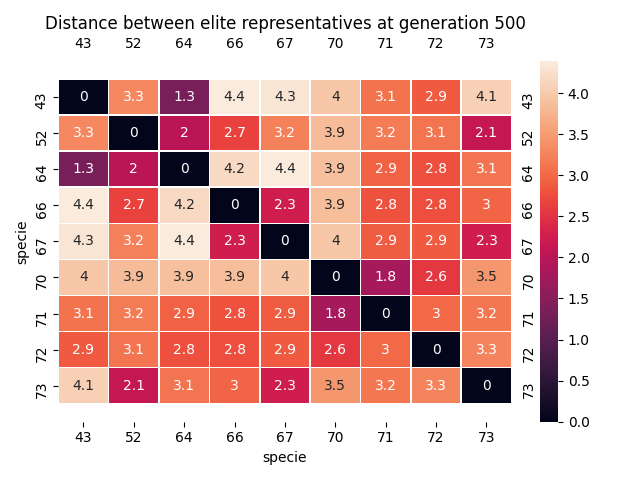 Distance between elite representatives at generation 500
43 52 64 66 67 70 71 72 73
43 0 3.3 1.3 4.4 4.3 4 3.1 2.9 4.1 43
52 3.3 0 2 2.7 3.2 3.9 3.2 3.1 2.1 52
64 1.3 2 0 4.2 4.4 3.9 2.9 2.8 3.1 64
66 4.4 2.7 4.2 0 2.3 3.9 2.8 2.8 3 66
67 4.3 3.2 4.4 2.3 0 4 2.9 2.9 2.3 67
70 4 3.9 3.9 3.9 4 0 1.8 2.6 3.5 70
71 3.1 3.2 2.9 2.8 2.9 1.8 0 3 3.2 71
72 2.9 3.1 2.8 2.8 2.9 2.6 3 0 3.3 72
73 4.1 2.1 3.1 3 2.3 3.5 3.2 3.3 0 73
43 52 64 66 67 70 71 72 73
specie
specie
4.0
3.5
3.0
2.5
2.0
1.5
1.0
0.5
0.0